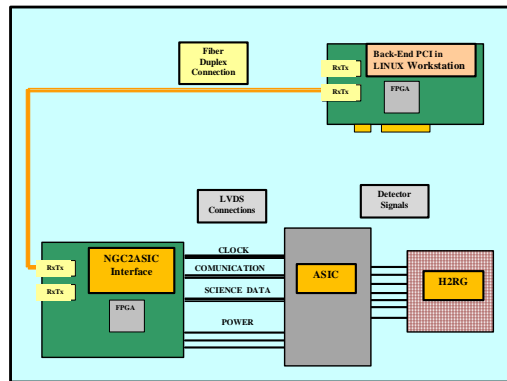 Fiber
Duplex
Connection
Back-End PCI in
LINUX Workstation
RxTx
RxTx
FPGA
LVDS
Connections
Detector
Signals
NGC2ASIC
Interface
RxTx
RxTx
FPGA
CLOCK
COMUNICATION
SCIENCE DATA
POWER
ASIC
H2RG